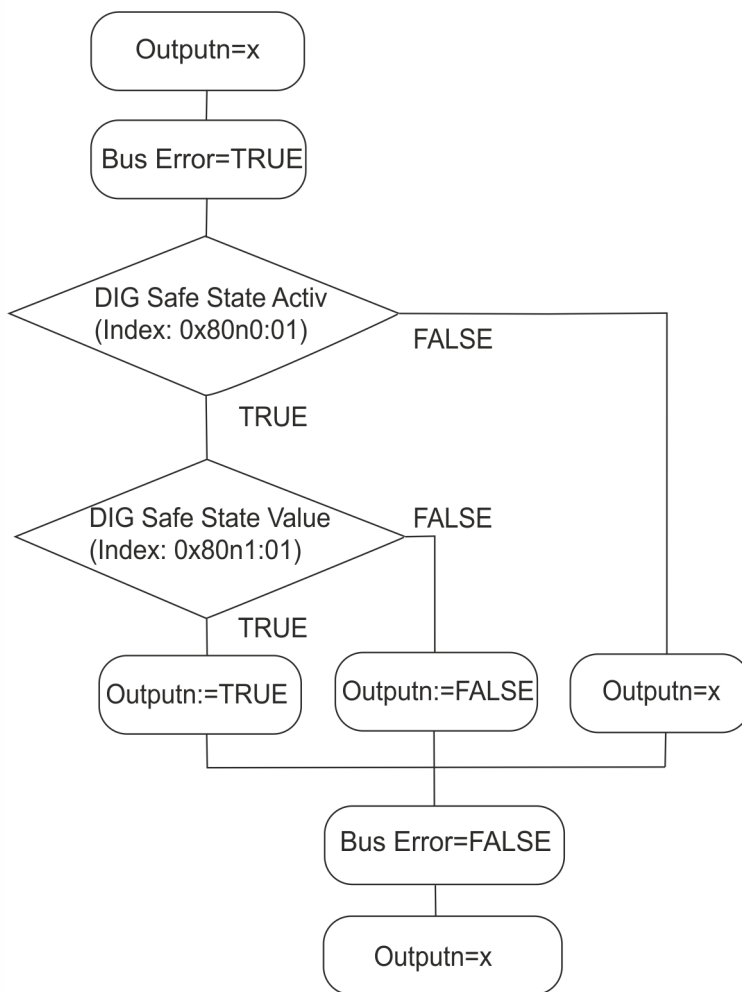 Outputn=x
Bus Error=TRUE
DIG Safe State Activ
(Index: 0x80n0:01)
FALSE
TRUE
DIG Safe State Value
(Index: 0x80n1:01)
FALSE
TRUE
Outputn:=TRUE
Outputn:=FALSE
Outputn=x
Bus Error=FALSE
Outputn=x